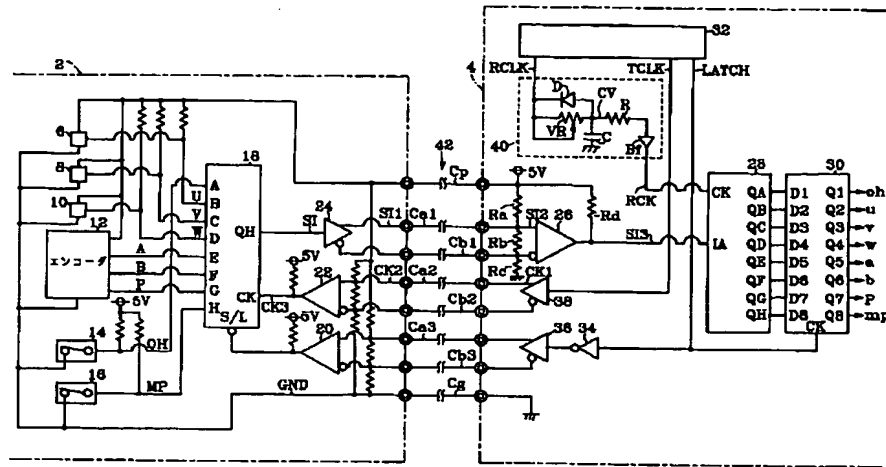 32
2
4
RCLK
TCLK
LATCH
D
CV
R
VR
C
Bf
40
RCK
6
8
10
12
エンコーダ
A
B
P
5V
14
OH
16
MP
18
A
B
C
D
E
F
G
H
U
V
W
QH
CK
S/L
SI
24
5V
22
CK3
5V
20
GND
42
Cp
SI1
Ca1
Cb1
CK2
Ca2
Cb2
Ca3
Cb3
Cg
5V
Ra
Rb
Rc
Rd
SI2
26
SI3
CK1
38
36
34
28
CK
IA
QA
QB
QC
QD
QE
QF
QG
QH
30
D1
D2
D3
D4
D5
D6
D7
D8
CK
Q1
Q2
Q3
Q4
Q5
Q6
Q7
Q8
oh
u
v
w
a
b
p
mp